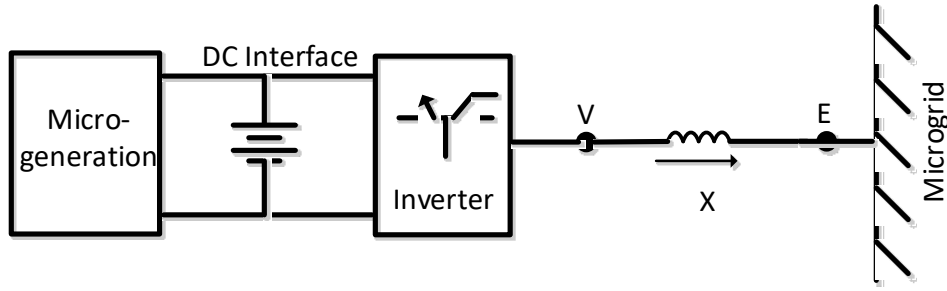 DC Interface
Micro-
generation
Inverter
V
X
E
Microgrid